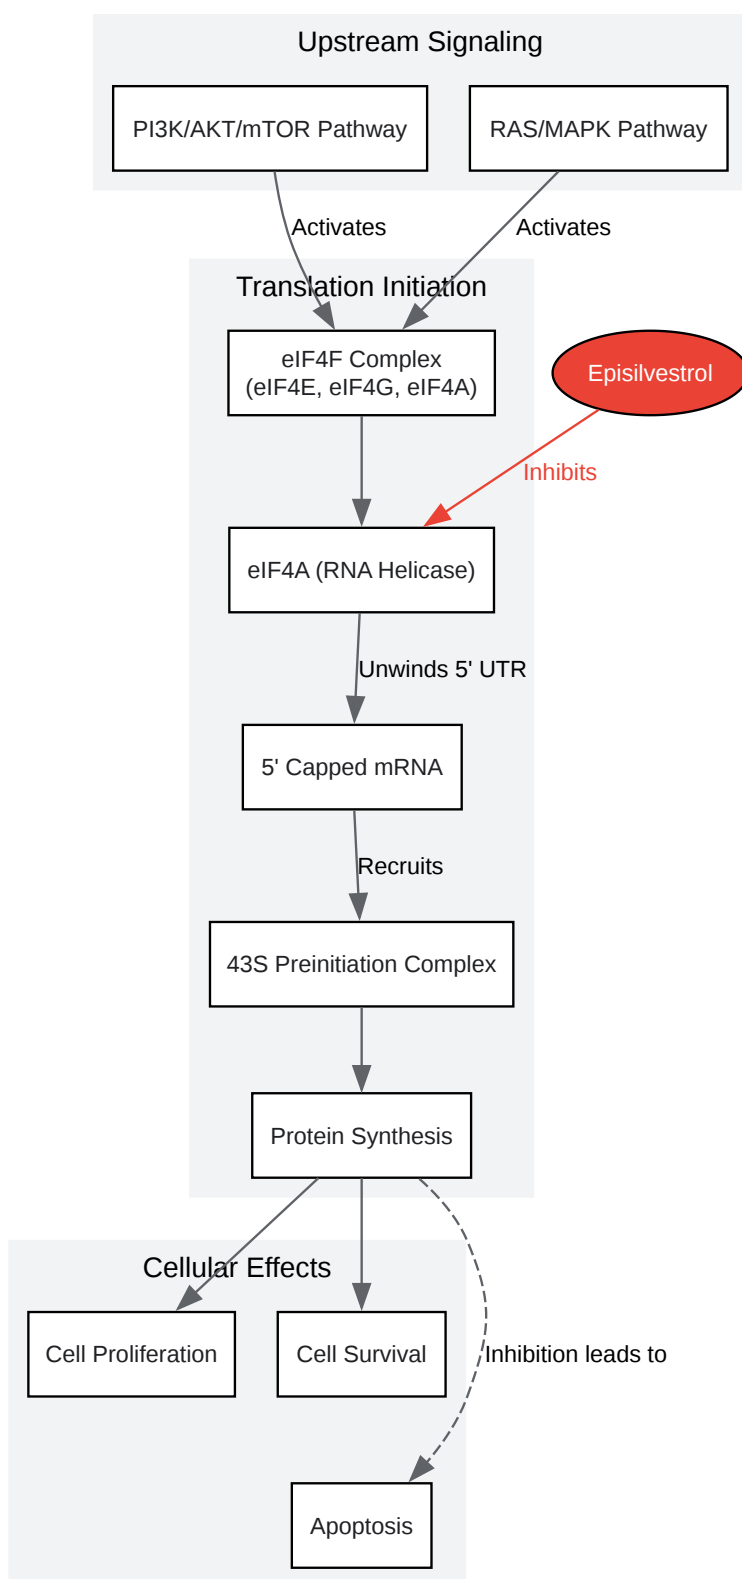 Upstream Signaling
PI3K/AKT/mTOR Pathway
RAS/MAPK Pathway
Activates
Activates
Translation Initiation
eIF4F Complex
(eIF4E, eIF4G, eIF4A)
Episilvestrol
Inhibits
eIF4A (RNA Helicase)
Unwinds 5' UTR
5' Capped mRNA
Recruits
43S Preinitiation Complex
Protein Synthesis
Cellular Effects
Cell Proliferation
Cell Survival
Inhibition leads to
Apoptosis